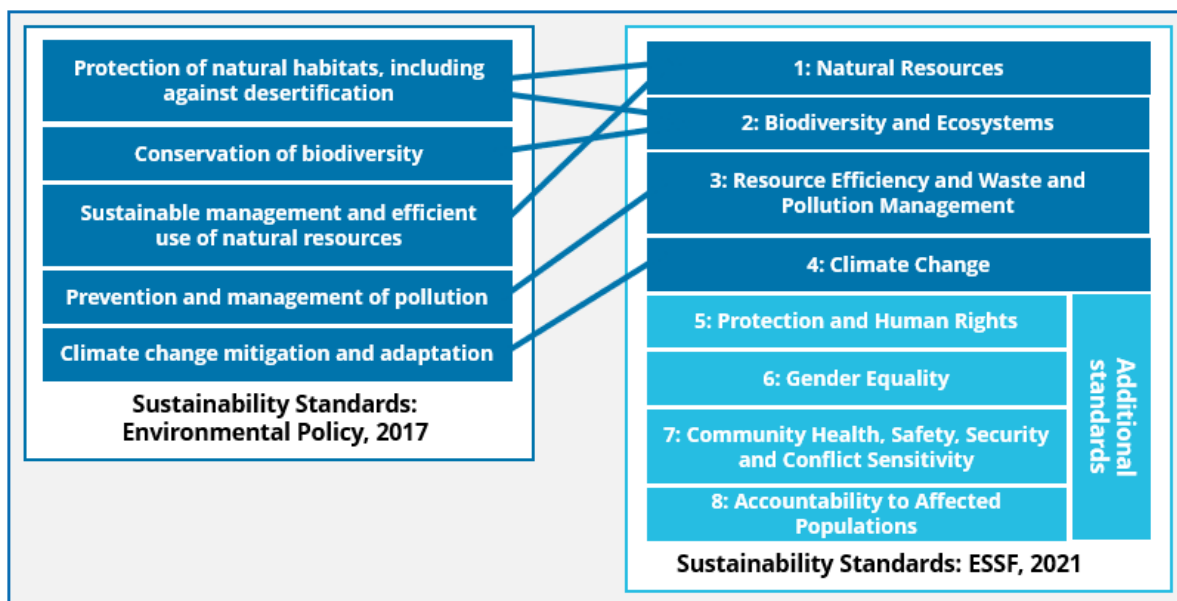 Protection of natural habitats, including
against desertification
Conservation of biodiversity
Sustainable management and efficient
use of natural resources
Prevention and management of pollution
Climate change mitigation and adaptation
Sustainability Standards:
Environmental Policy, 2017
1: Natural Resources
2: Biodiversity and Ecosystems
3: Resource Efficiency and Waste and
Pollution Management
4: Climate Change
5: Protection and Human Rights
6: Gender Equality
7: Community Health, Safety, Security
and Conflict Sensitivity
8: Accountability to Affected
Populations
Additional
standards
Sustainability Standards: ESSF, 2021